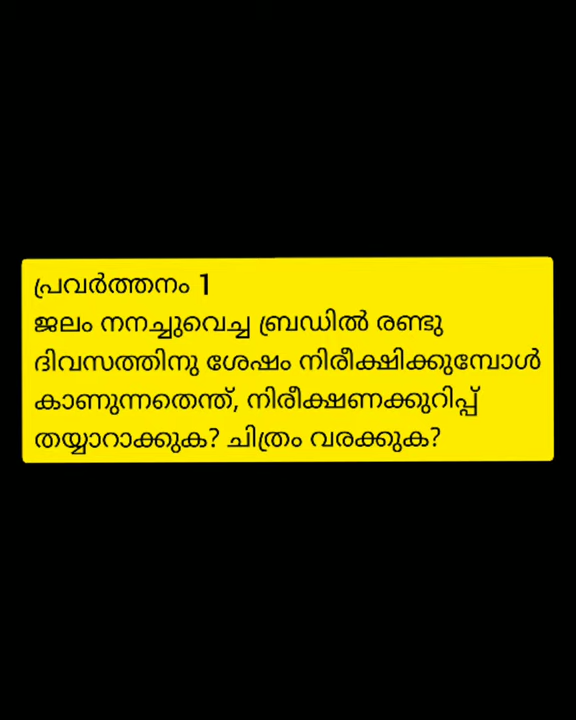 പ്രവർത്തനം 1
ജലം നനച്ചുവെച്ച ബ്രഡിൽ രണ്ടു
ദിവസത്തിനു ശേഷം നിരീക്ഷിക്കുമ്പോൾ
കാണുന്നതെന്ത്, നിരീക്ഷണക്കുറിപ്പ്
തയ്യാറാക്കുക? ചിത്രം വരക്കുക?